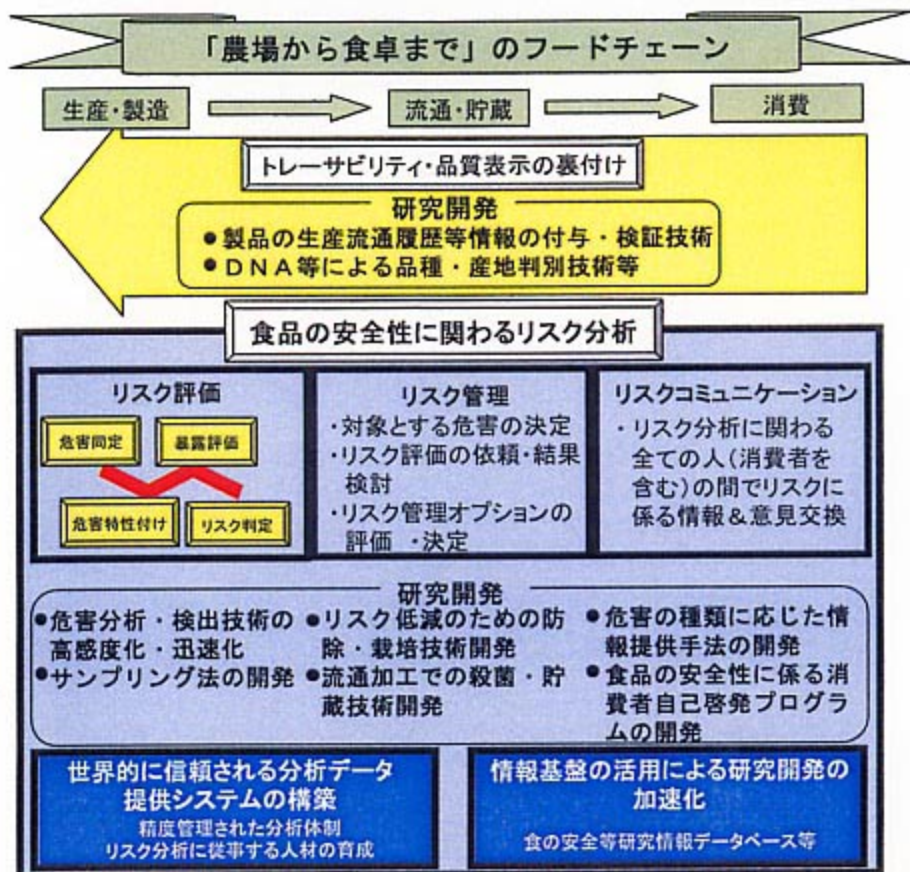 「農場から食卓まで」のフードチェーン
生産・製造
流通・貯蔵
消費
トレーサビリティ・品質表示の裏付け
研究開発
●製品の生産流通履歴等情報の付与・検証技術
●DNA等による品種・産地判別技術等
食品の安全性に関わるリスク分析
リスク評価
危害同定
暴露評価
危害特性付け
リスク判定
リスク管理
・対象とする危害の決定
・リスク評価の依頼・結果
検討
・リスク管理オプションの
評価 ・決定
リスクコミュニケーション
・リスク分析に関わる
全ての人(消費者を
含む)の間でリスクに
係る情報&意見交換
研究開発
●危害分析・検出技術の
高感度化・迅速化
●サンプリング法の開発
●リスク低減のための防
除・栽培技術開発
●流通加工での殺菌・貯
蔵技術開発
●危害の種類に応じた情
報提供手法の開発
●食品の安全性に係る消
費者自己啓発プログラ
ムの開発
世界的に信頼される分析データ
提供システムの構築
精度管理された分析体制
リスク分析に従事する人材の育成
情報基盤の活用による研究開発の
加速化
食の安全等研究情報データベース等